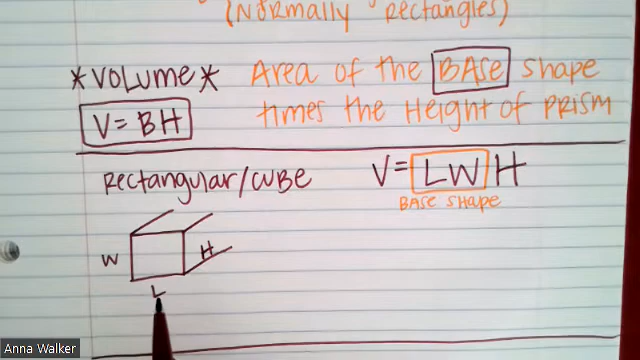 (Normally Rectangles)
*VOLUME* Area of the BASE shape
V=BH times the Height of PRISM
Rectangular/CUBE V=LWH
BASE SHAPE
W H
L
Anna Walker